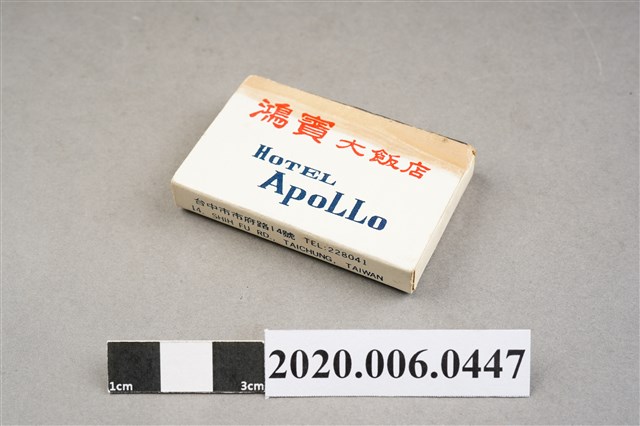 鴻賓大飯店
HOTEL
ApoLLo
台中市市府路14號 TEL:228041
14, SHIH FU RD., TAICHUNG, TAIWAN
1cm 3cm
2020.006.0447